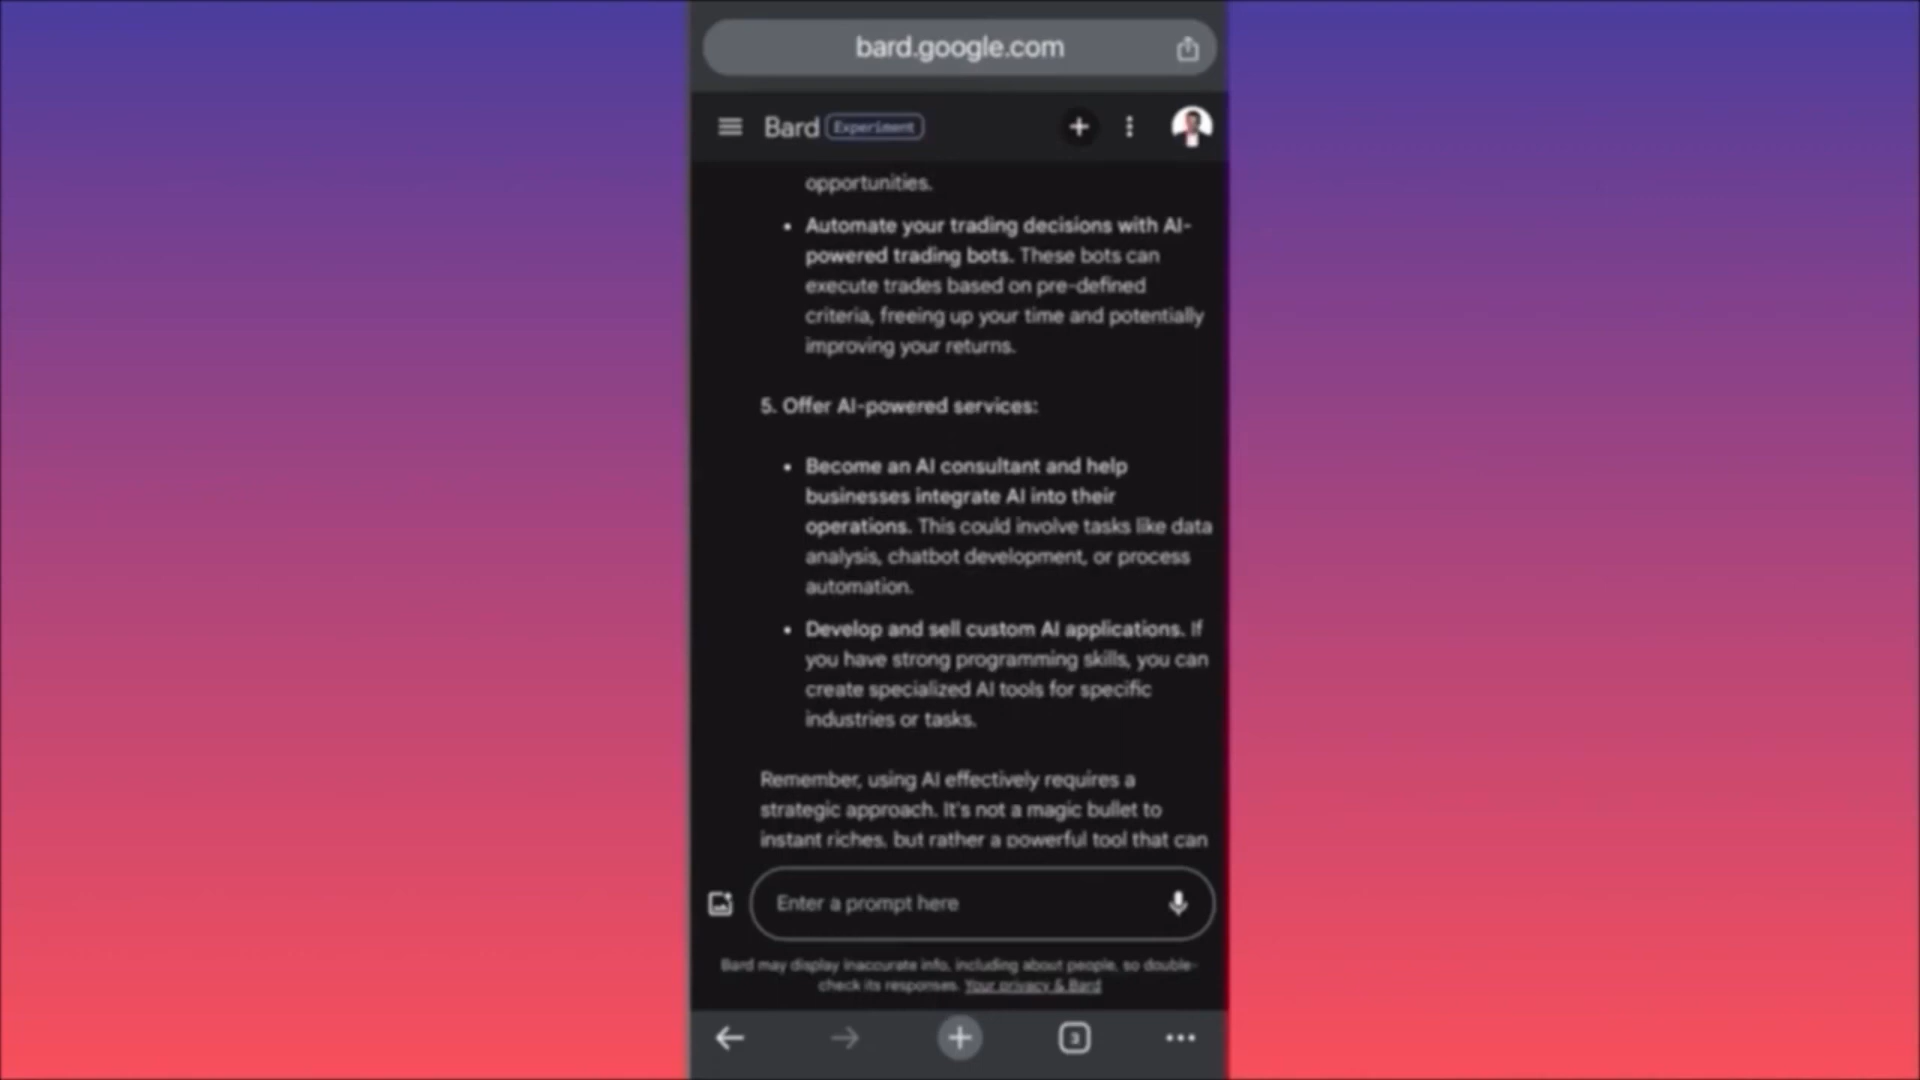 bard.google.com
Bard Experiment
opportunities.
• Automate your trading decisions with AI-
powered trading bots. These bots can
execute trades based on pre-defined
criteria, freeing up your time and potentially
improving your returns.
5. Offer AI-powered services:
• Become an AI consultant and help
businesses integrate AI into their
operations. This could involve tasks like data
analysis, chatbot development, or process
automation.
• Develop and sell custom AI applications. If
you have strong programming skills, you can
create specialized AI tools for specific
industries or tasks.
Remember, using AI effectively requires a
strategic approach. It's not a magic bullet to
instant riches, but rather a powerful tool that can
Enter a prompt here
Bard may display inaccurate info, including about people, so double-
check its responses. Your privacy & Bard
3